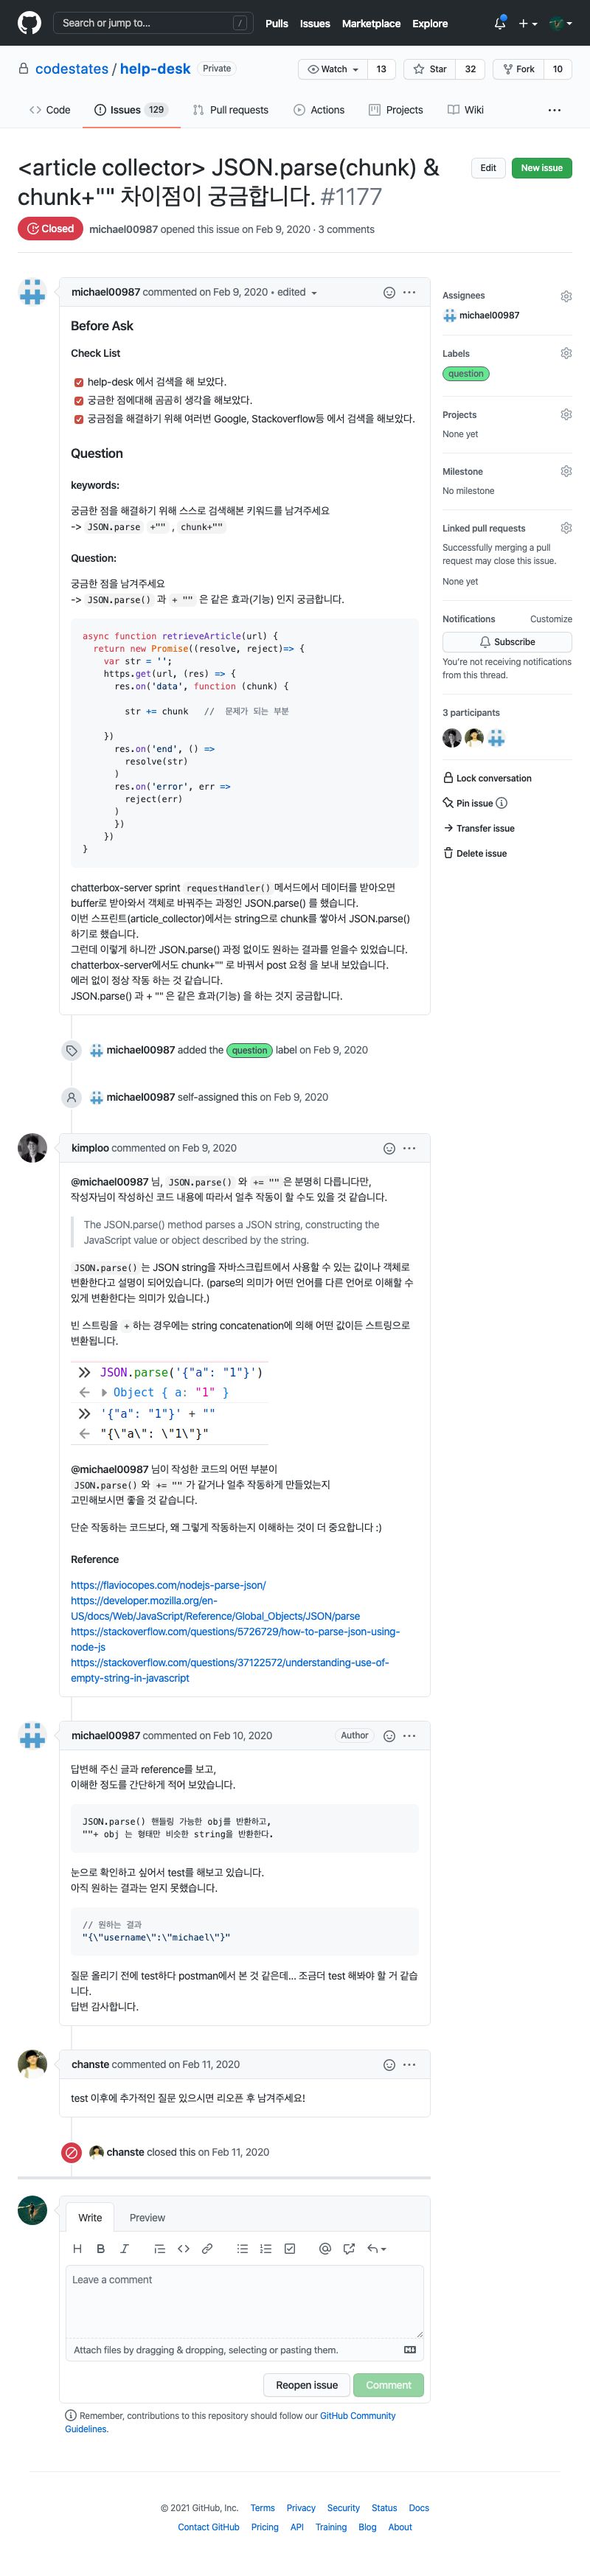 Search or jump to...
/
Pulls Issues Marketplace Explore
codestates / help-desk Private
Watch 13 Star 32 Fork 10
Code Issues 129 Pull requests Actions Projects Wiki ...
<article collector> JSON.parse(chunk) &
chunk+"" 차이점이 궁금합니다. #1177
Edit New issue
Closed michael00987 opened this issue on Feb 9, 2020 · 3 comments
michael00987 commented on Feb 9, 2020 • edited
Before Ask
Check List
help-desk 에서 검색을 해 보았다.
궁금한 점에대해 곰곰히 생각을 해보았다.
궁금점을 해결하기 위해 여러번 Google, Stackoverflow등 에서 검색을 해보았다.
Question
keywords:
궁금한 점을 해결하기 위해 스스로 검색해본 키워드를 남겨주세요
-> JSON.parse +"" , chunk+""
Question:
궁금한 점을 남겨주세요
-> JSON.parse() 과 + "" 은 같은 효과(기능) 인지 궁금합니다.
async function retrieveArticle(url) {
return new Promise((resolve, reject)=> {
var str = '';
https.get(url, (res) => {
res.on('data', function (chunk) {
str += chunk // 문제가 되는 부분
})
res.on('end', () =>
resolve(str)
)
res.on('error', err =>
reject(err)
)
})
})
}
chatterbox-server sprint requestHandler() 메서드에서 데이터를 받아오면
buffer로 받아와서 객체로 바꿔주는 과정인 JSON.parse() 를 했습니다.
이번 스프린트(article_collector)에서는 string으로 chunk를 쌓아서 JSON.parse()
하기로 했습니다.
그런데 이렇게 하니깐 JSON.parse() 과정 없이도 원하는 결과를 얻을수 있었습니다.
chatterbox-server에서도 chunk+"" 로 바꿔서 post 요청 을 보내 보았습니다.
에러 없이 정상 작동 하는 것 같습니다.
JSON.parse() 과 + "" 은 같은 효과(기능) 을 하는 것지 궁금합니다.
michael00987 added the question label on Feb 9, 2020
michael00987 self-assigned this on Feb 9, 2020
kimploo commented on Feb 9, 2020
@michael00987 님, JSON.parse() 와 += "" 은 분명히 다릅니다만,
작성자님이 작성하신 코드 내용에 따라서 얼추 작동이 할 수도 있을 것 같습니다.
The JSON.parse() method parses a JSON string, constructing the
JavaScript value or object described by the string.
JSON.parse() 는 JSON string을 자바스크립트에서 사용할 수 있는 값이나 객체로
변환한다고 설명이 되어있습니다. (parse의 의미가 어떤 언어를 다른 언어로 이해할 수
있게 변환한다는 의미가 있습니다.)
빈 스트링을 + 하는 경우에는 string concatenation에 의해 어떤 값이든 스트링으로
변환됩니다.
JSON.parse('{"a": "1"}')
Object { a: "1" }
'{"a": "1"}' + ""
"{\"a\": \"1\"}"
@michael00987 님이 작성한 코드의 어떤 부분이
JSON.parse() 와 += "" 가 같거나 얼추 작동하게 만들었는지
고민해보시면 좋을 것 같습니다.
단순 작동하는 코드보다, 왜 그렇게 작동하는지 이해하는 것이 더 중요합니다 :)
Reference
https://flaviocopes.com/nodejs-parse-json/
https://developer.mozilla.org/en-
US/docs/Web/JavaScript/Reference/Global_Objects/JSON/parse
https://stackoverflow.com/questions/5726729/how-to-parse-json-using-
node-js
https://stackoverflow.com/questions/37122572/understanding-use-of-
empty-string-in-javascript
michael00987 commented on Feb 10, 2020 Author
답변해 주신 글과 reference를 보고,
이해한 정도를 간단하게 적어 보았습니다.
JSON.parse() 핸들링 가능한 obj를 반환하고,
""+ obj 는 형태만 비슷한 string을 반환한다.
눈으로 확인하고 싶어서 test를 해보고 있습니다.
아직 원하는 결과는 얻지 못했습니다.
// 원하는 결과
"{\"username\":\"michael\"}"
질문 올리기 전에 test하다 postman에서 본 것 같은데... 조금더 test 해봐야 할 거 같습
니다.
답변 감사합니다.
chanste commented on Feb 11, 2020
test 이후에 추가적인 질문 있으시면 리오픈 후 남겨주세요!
chanste closed this on Feb 11, 2020
Write Preview
Leave a comment
Attach files by dragging & dropping, selecting or pasting them.
Reopen issue Comment
Remember, contributions to this repository should follow our GitHub Community
Guidelines.
Assignees
michael00987
Labels
question
Projects
None yet
Milestone
No milestone
Linked pull requests
Successfully merging a pull
request may close this issue.
None yet
Notifications Customize
Subscribe
You're not receiving notifications
from this thread.
3 participants
Lock conversation
Pin issue
Transfer issue
Delete issue
© 2021 GitHub, Inc. Terms Privacy Security Status Docs
Contact GitHub Pricing API Training Blog About